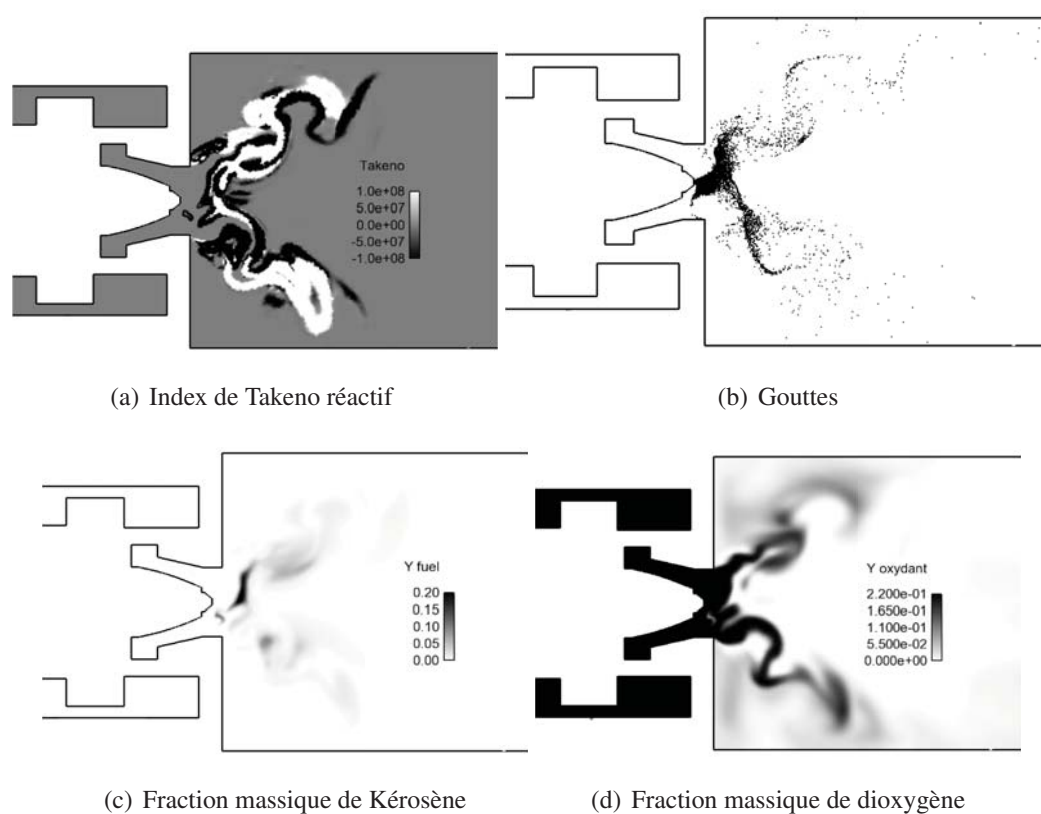 Takeno
1.0e+08
5.0e+07
0.0e+00
-5.0e+07
-1.0e+08
(a) Index de Takeno réactif
(b) Gouttes
Y fuel
0.20
0.15
0.10
0.05
0.00
Y oxydant
2.200e-01
1.650e-01
1.100e-01
5.500e-02
0.000e+00
(c) Fraction massique de Kérosène
(d) Fraction massique de dioxygène